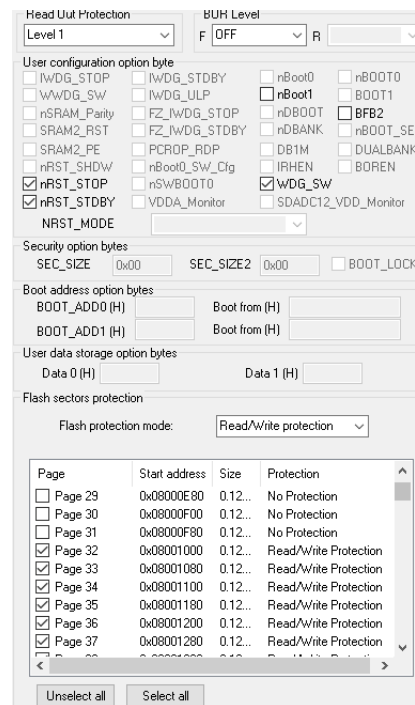 Read Out Protection BOR Level
Level 1 F OFF R
User configuration option byte
IWDG_STOP IWDG_STDBY nBoot0 nBOOT0
WWDG_SW IWDG_ULP nBoot1 BOOT1
nSRAM_Parity FZ_IWDG_STOP nDBOOT BFB2
SRAM2_RST FZ_IWDG_STDBY nDBANK nBOOT_SE
SRAM2_PE PCROP_RDP DB1M DUALBANK
nRST_SHDW nBoot0_SW_Cfg IRHEN BOREN
nRST_STOP nSWBOOT0 WDG_SW
nRST_STDBY VDDA_Monitor SDADC12_VDD_Monitor
NRST_MODE
Security option bytes
SEC_SIZE 0x00 SEC_SIZE2 0x00 BOOT_LOCK
Boot address option bytes
BOOT_ADD0 (H) Boot from (H)
BOOT_ADD1 (H) Boot from (H)
User data storage option bytes
Data 0 (H) Data 1 (H)
Flash sectors protection
Flash protection mode: Read/Write protection
Page Start address Size Protection
Page 29 0x08000E80 0.12... No Protection
Page 30 0x08000F00 0.12... No Protection
Page 31 0x08000F80 0.12... No Protection
Page 32 0x08001000 0.12... Read/Write Protection
Page 33 0x08001080 0.12... Read/Write Protection
Page 34 0x08001100 0.12... Read/Write Protection
Page 35 0x08001180 0.12... Read/Write Protection
Page 36 0x08001200 0.12... Read/Write Protection
Page 37 0x08001280 0.12... Read/Write Protection
Unselect all Select all